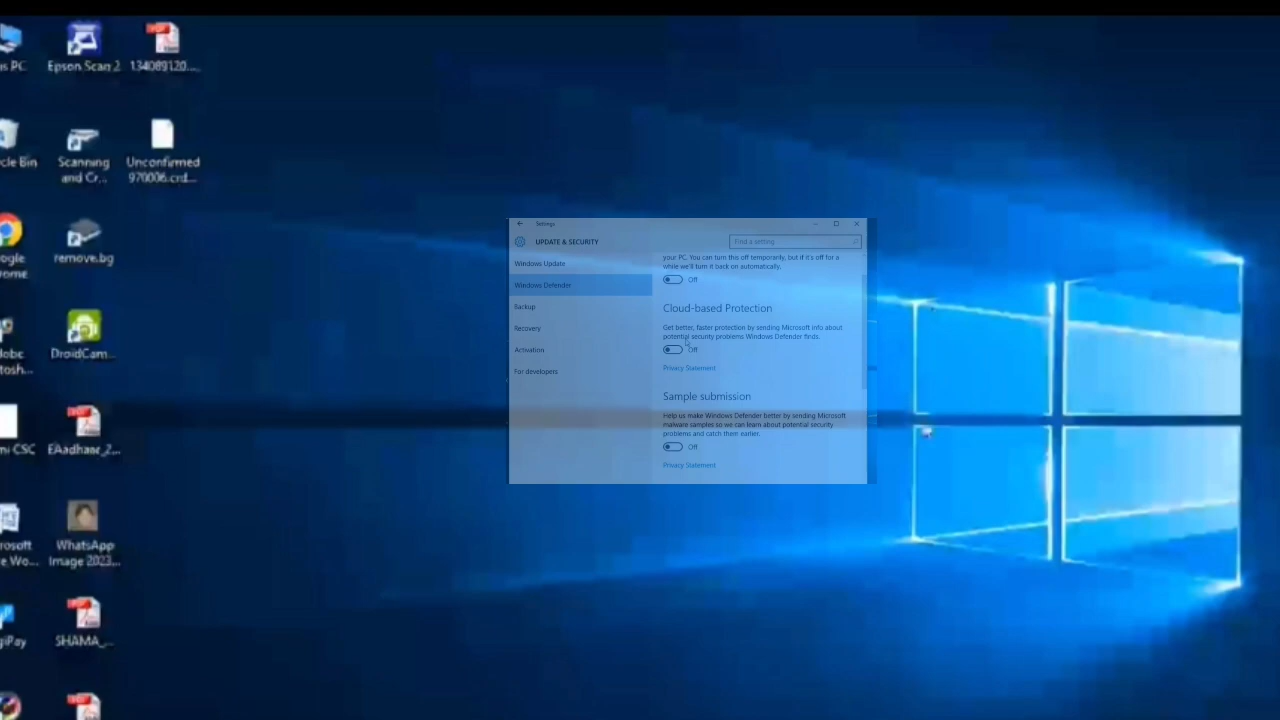 Epson Scan 2
134089120....
Scanning
and Cr...
Unconfirmed
970006.crd...
remove.bg
DroidCam...
EAadhaar_2...
WhatsApp
Image 2023...
SHAMA_...
s PC
cle Bin
ogle
rome
dobe
tosh...
mi CSC
rosoft
e Wo...
giPay
Settings
UPDATE & SECURITY
Find a setting
Windows Update
Windows Defender
Backup
Recovery
Activation
For developers
your PC. You can turn this off temporarily, but if it's off for a
while we'll turn it back on automatically.
Off
Cloud-based Protection
Get better, faster protection by sending Microsoft info about
potential security problems Windows Defender finds.
Off
Privacy Statement
Sample submission
Help us make Windows Defender better by sending Microsoft
malware samples so we can learn about potential security
problems and catch them earlier.
Off
Privacy Statement